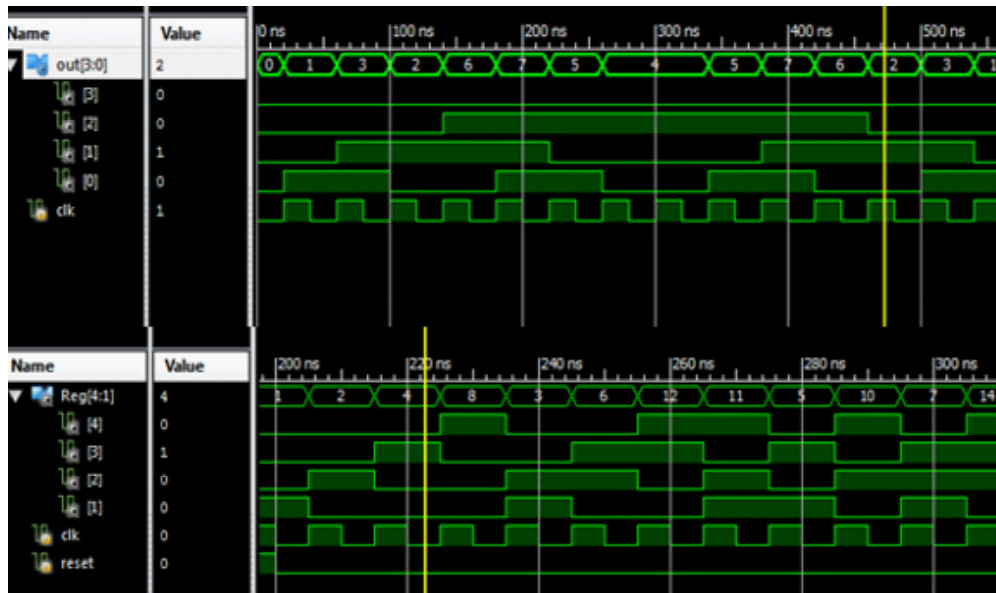 Name Value 0 ns 100 ns 200 ns 300 ns 400 ns 500 ns
out[3:0] 2 0 1 3 2 6 7 5 4 5 7 6 2 3 1
[3] 0
[2] 0
[1] 1
[0] 0
clk 1
Name Value 200 ns 220 ns 240 ns 260 ns 280 ns 300 ns
Reg[4:1] 4 1 2 4 8 3 6 12 11 5 10 7 14
[4] 0
[3] 1
[2] 0
[1] 0
clk 0
reset 0